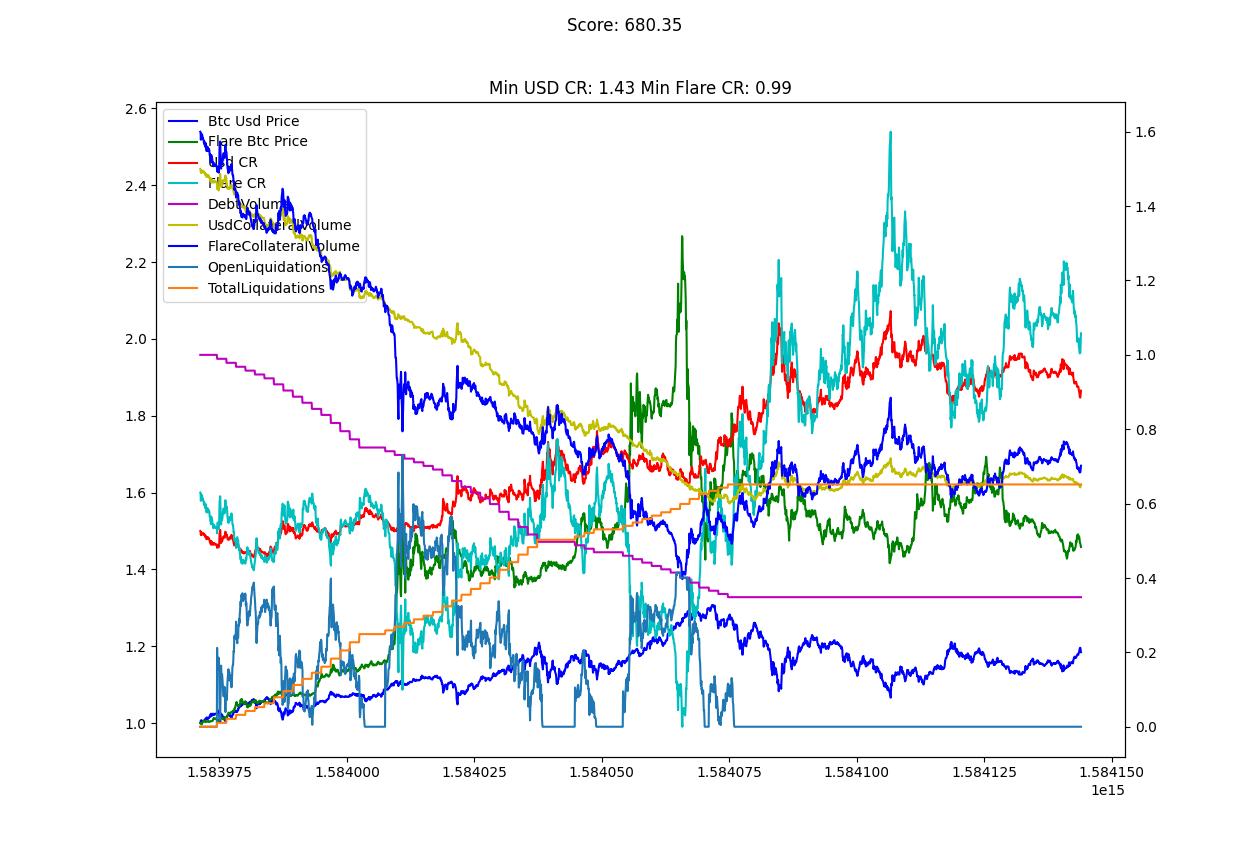 Score: 680.35
Min USD CR: 1.43 Min Flare CR: 0.99
2.6
2.4
2.2
2.0
1.8
1.6
1.4
1.2
1.0
Btc Usd Price
Flare Btc Price
Usd CR
Flare CR
DebtVolume
UsdCollateralVolume
FlareCollateralVolume
OpenLiquidations
TotalLiquidations
1.6
1.4
1.2
1.0
0.8
0.6
0.4
0.2
0.0
1.583975 1.584000 1.584025 1.584050 1.584075 1.584100 1.584125 1.584150
1e15